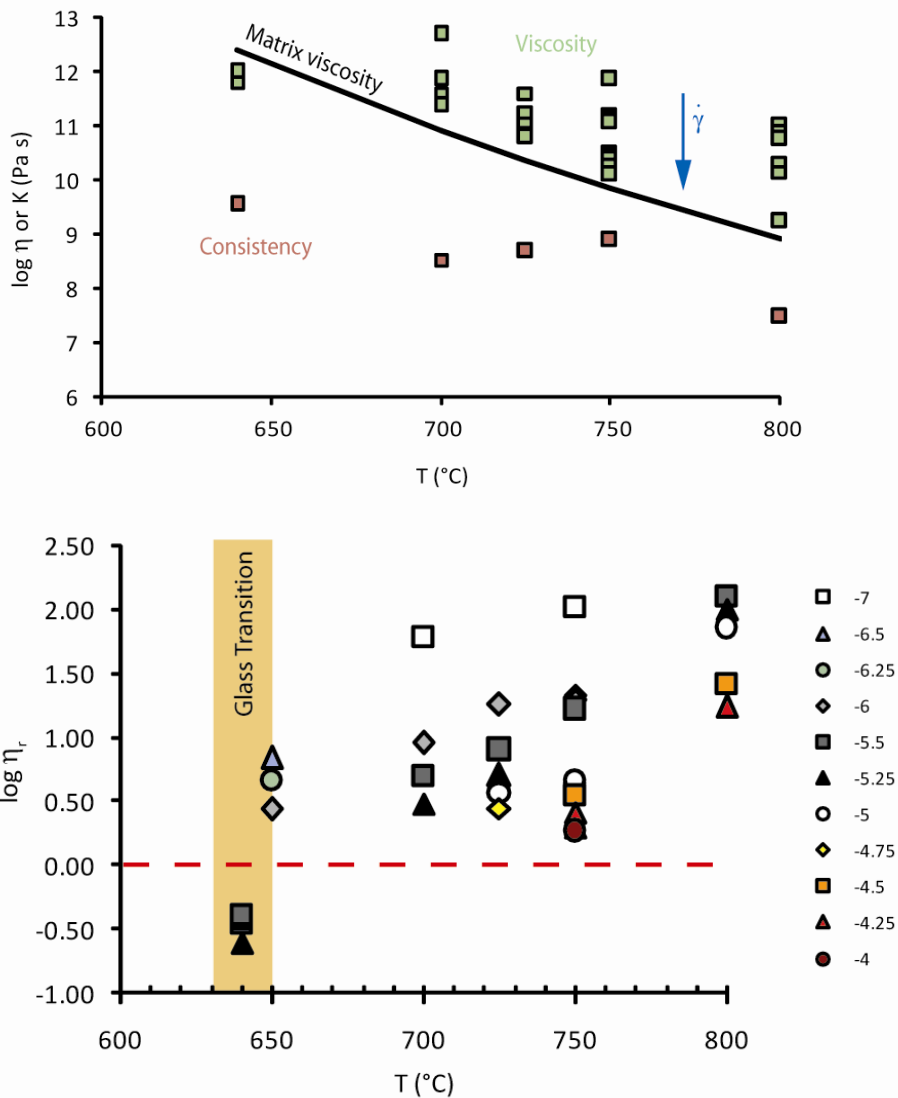 13
12
11
10
9
8
7
6
log η or K (Pa s)
Matrix viscosity
Viscosity
γ̇
Consistency
600 650 700 750 800
T (°C)
2.50
2.00
1.50
1.00
0.50
0.00
-0.50
-1.00
log ηr
Glass Transition
-7
-6.5
-6.25
-6
-5.5
-5.25
-5
-4.75
-4.5
-4.25
-4
600 650 700 750 800
T (°C)